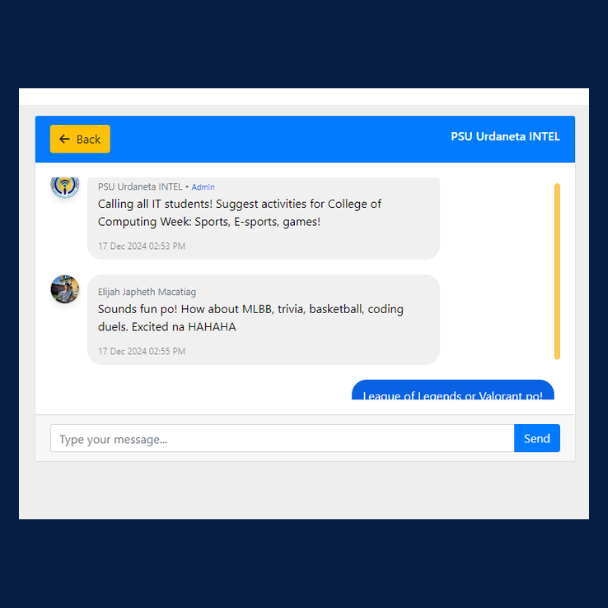 ← Back
PSU Urdaneta INTEL
PSU Urdaneta INTEL • Admin
Calling all IT students! Suggest activities for College of
Computing Week: Sports, E-sports, games!
17 Dec 2024 02:53 PM
Elijah Japheth Macatiag
Sounds fun po! How about MLBB, trivia, basketball, coding
duels. Excited na HAHAHA
17 Dec 2024 02:55 PM
League of Legends or Valorant po!
Type your message...
Send